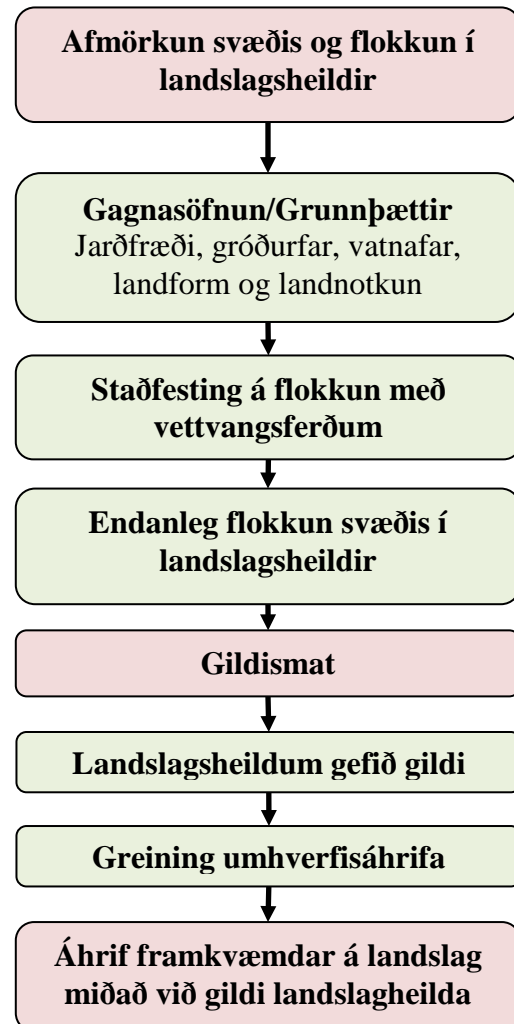 Afmörkun svæðis og flokkun í
landslagsheildir
Gagnasöfnun/Grunnþættir
Jarðfræði, gróðurfar, vatnafar,
landform og landnotkun
Staðfesting á flokkun með
vettvangsferðum
Endanleg flokkun svæðis í
landslagsheildir
Gildismat
Landslagsheildum gefið gildi
Greining umhverfisáhrifa
Áhrif framkvæmdar á landslag
miðað við gildi landslagheilda